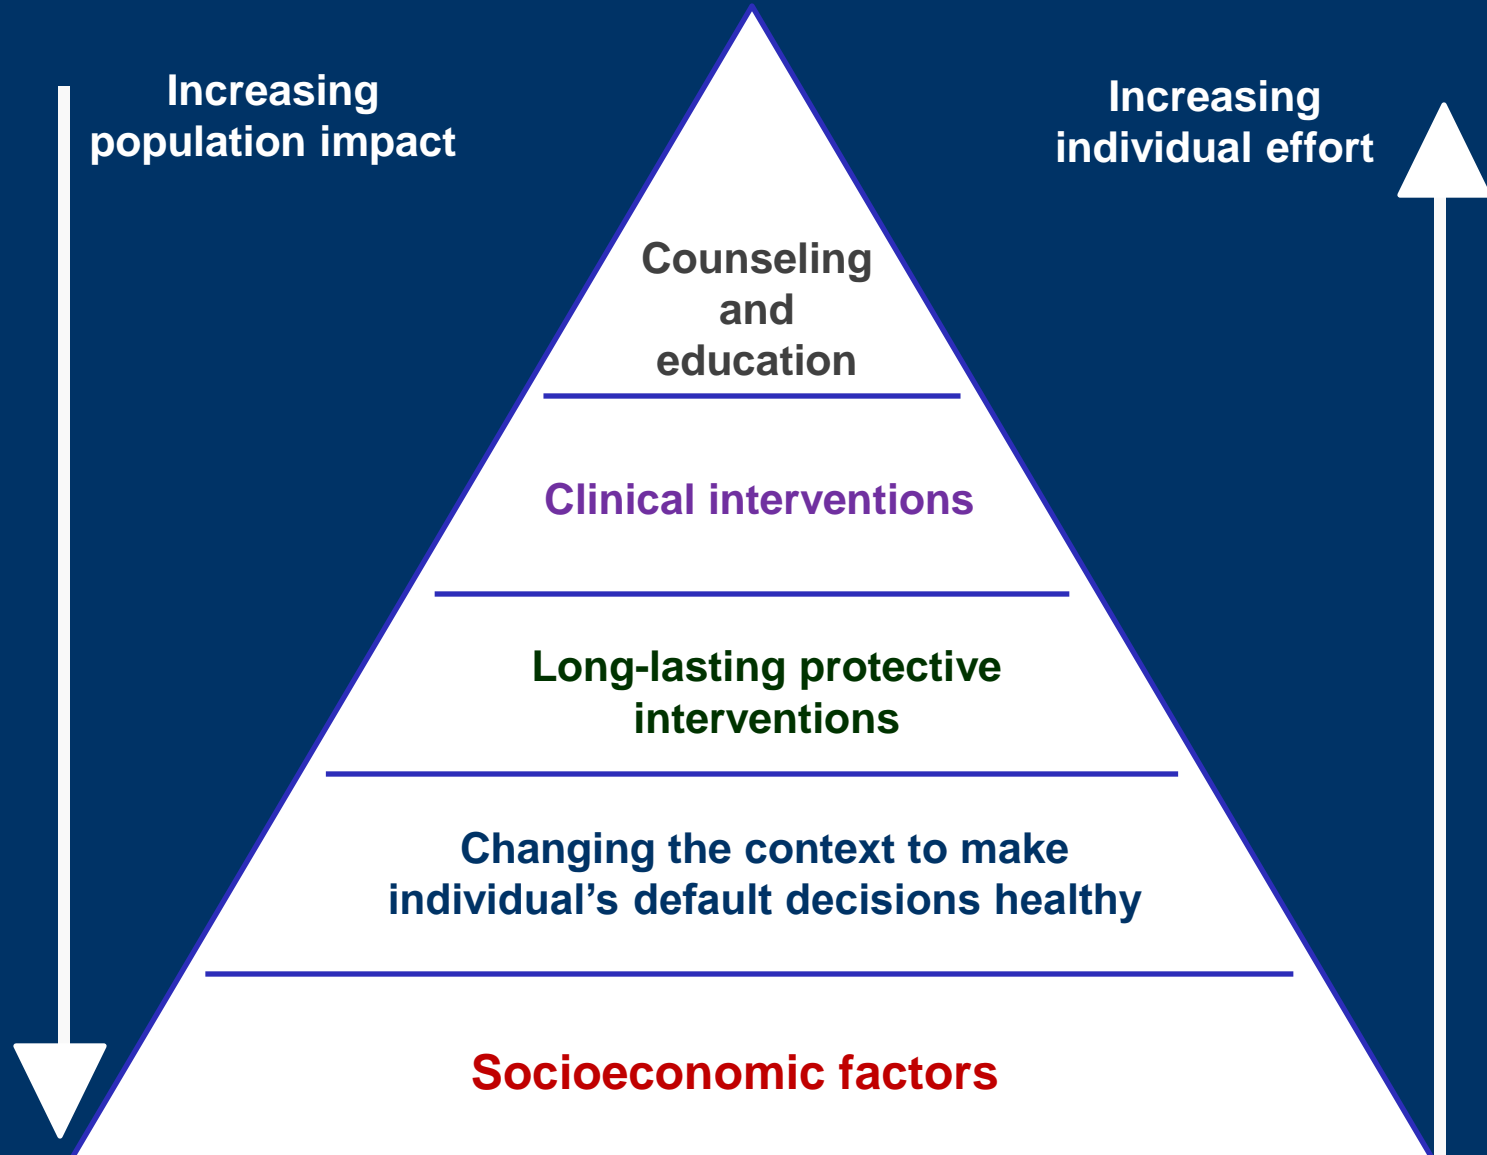 Increasing
population impact
Increasing
individual effort
Counseling
and
education
Clinical interventions
Long-lasting protective
interventions
Changing the context to make
individual’s default decisions healthy
Socioeconomic factors